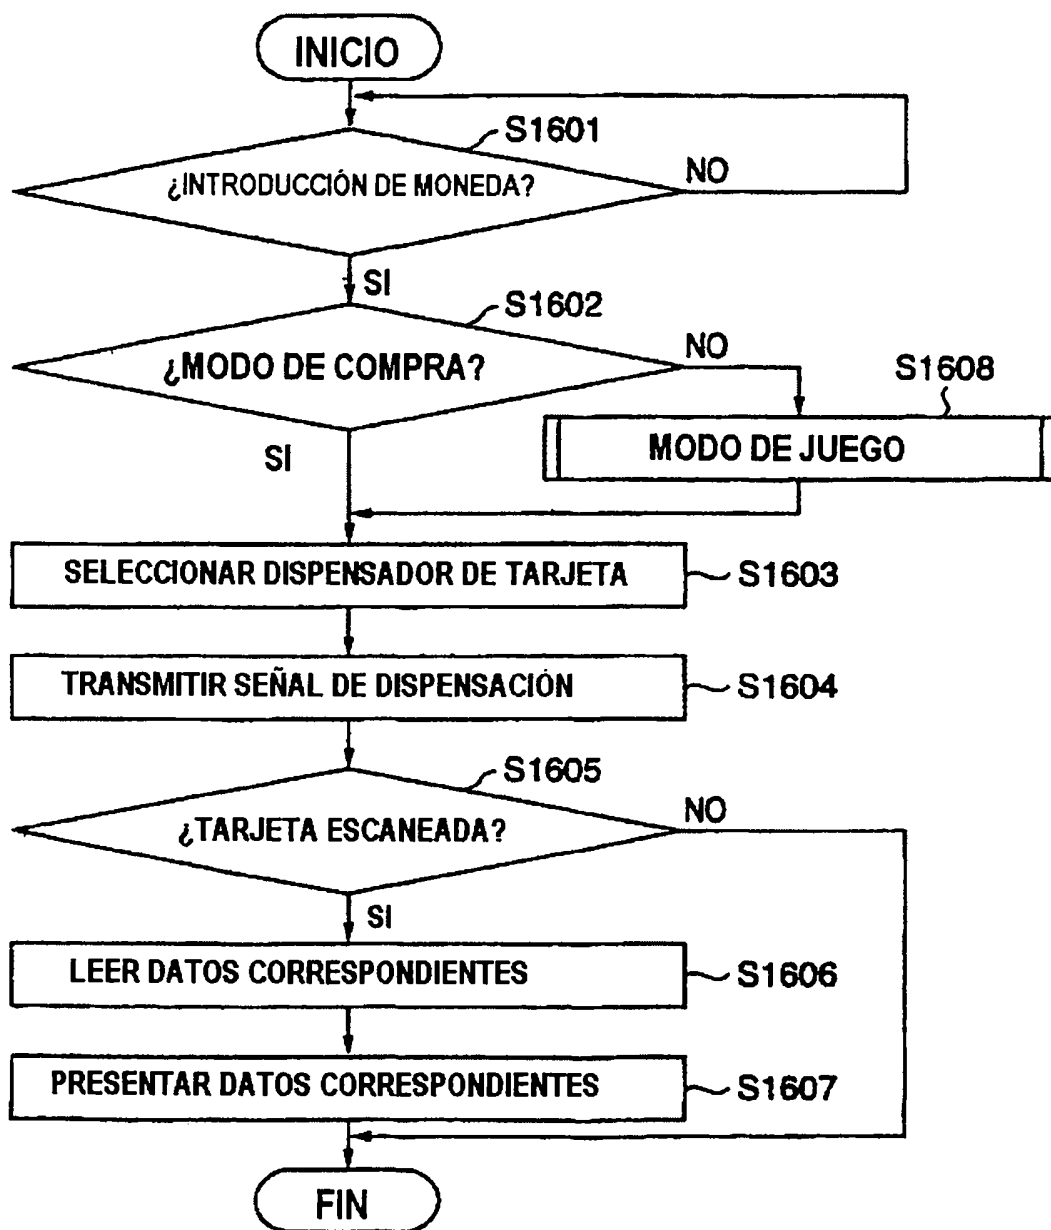 INICIO
S1601
¿INTRODUCCIÓN DE MONEDA?
NO
SI
S1602
¿MODO DE COMPRA?
NO
S1608
MODO DE JUEGO
SI
SELECCIONAR DISPENSADOR DE TARJETA
S1603
TRANSMITIR SEÑAL DE DISPENSACIÓN
S1604
S1605
¿TARJETA ESCANEADA?
NO
SI
LEER DATOS CORRESPONDIENTES
S1606
PRESENTAR DATOS CORRESPONDIENTES
S1607
FIN